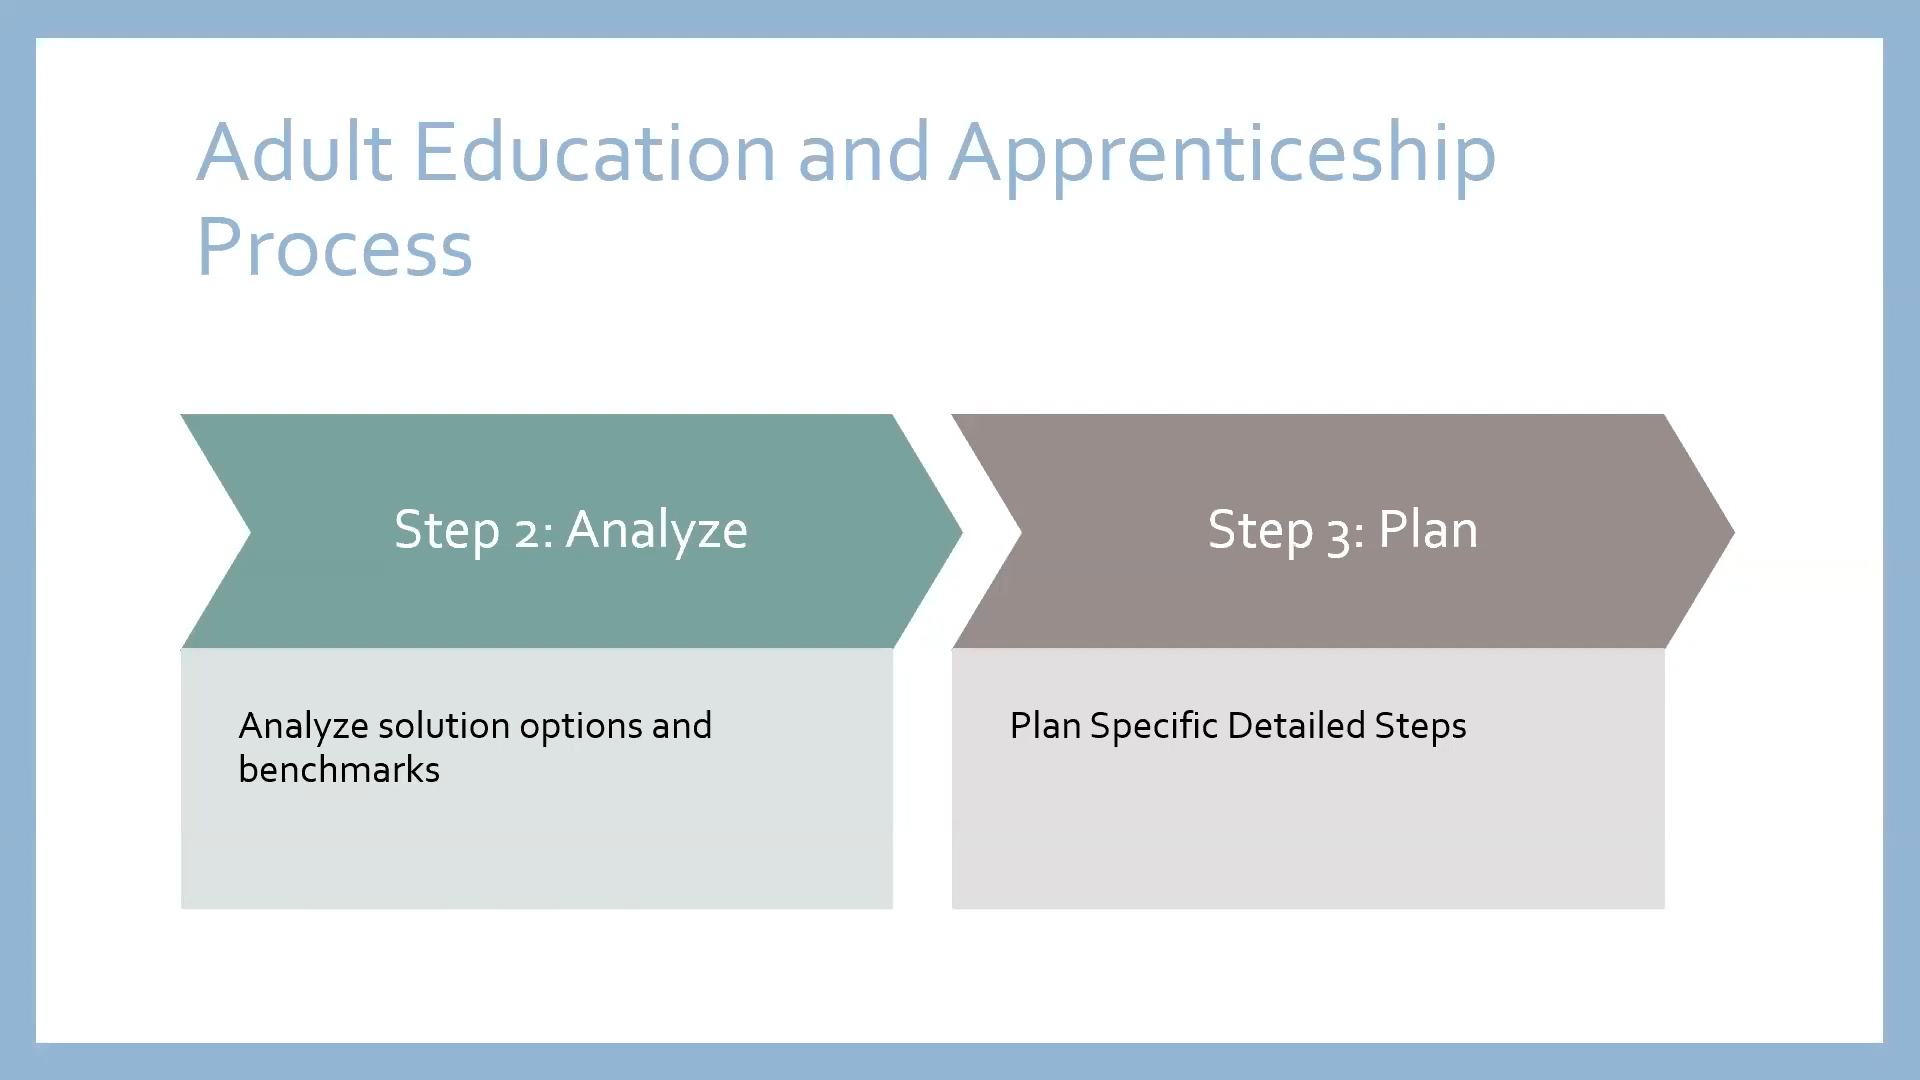 Adult Education and Apprenticeship
Process
Step 2: Analyze
Analyze solution options and
benchmarks
Step 3: Plan
Plan Specific Detailed Steps